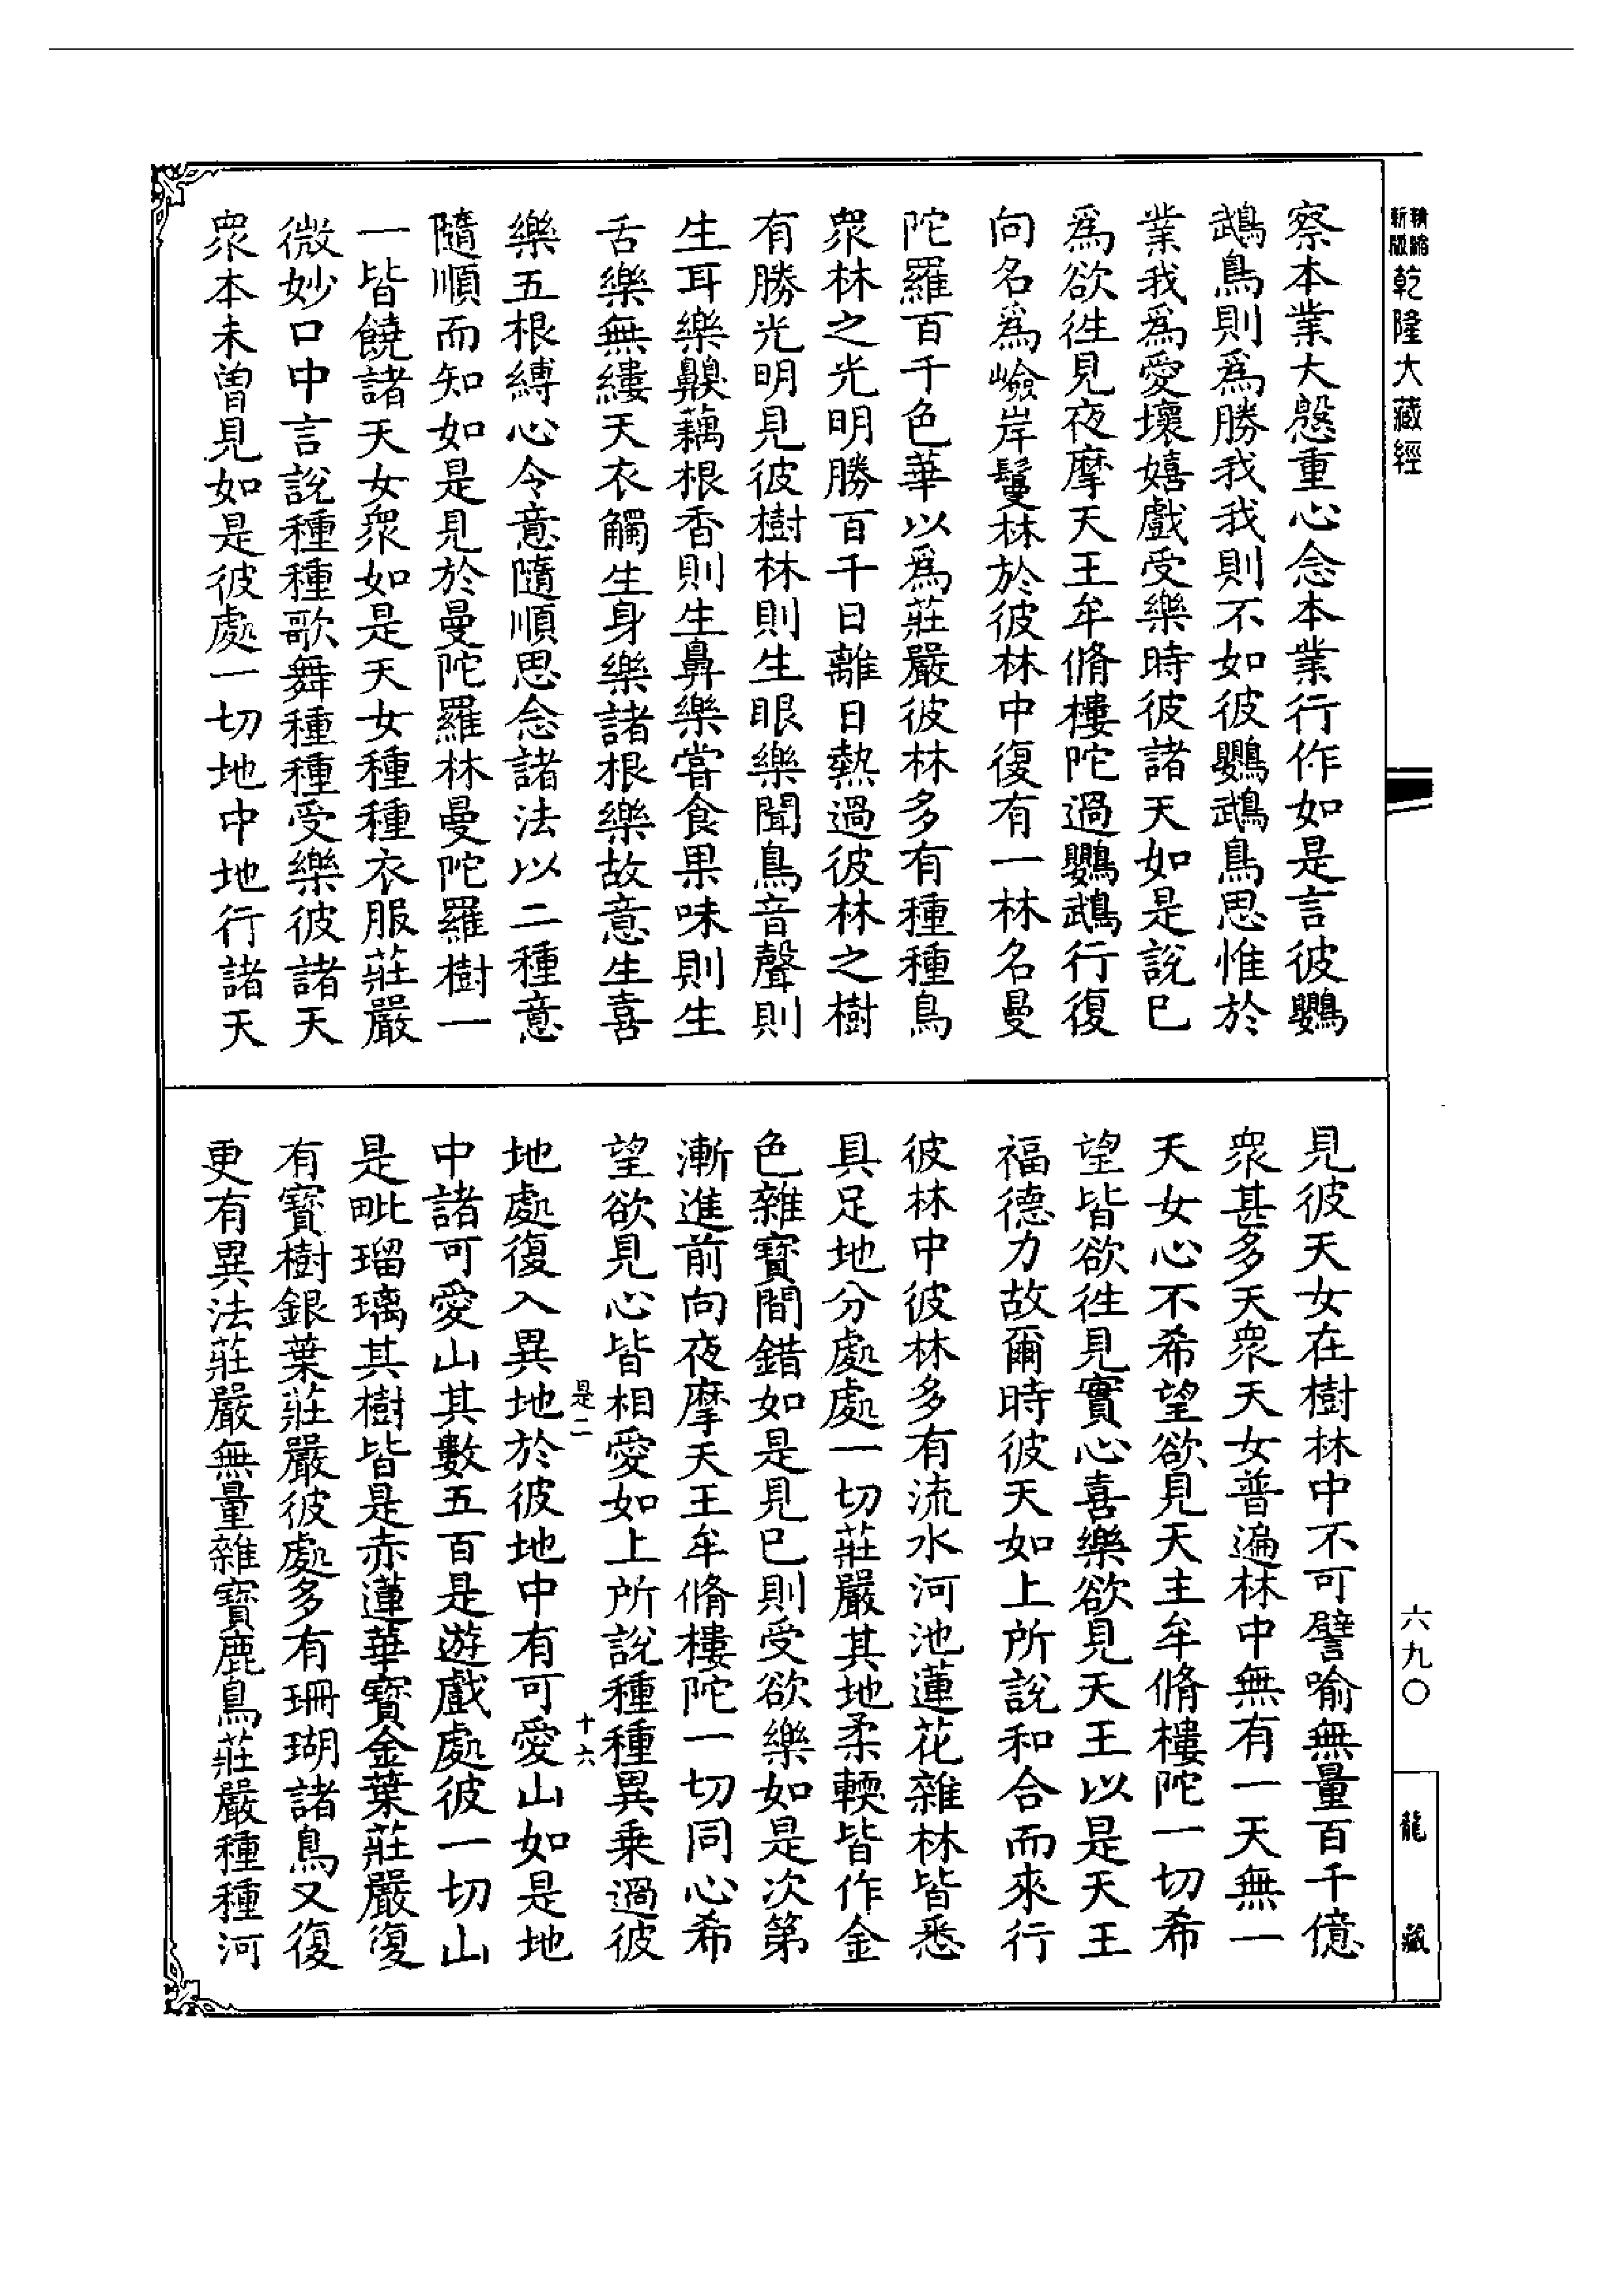 精縮新版乾隆大藏經
察本業大慇重心念本業行作如是言彼鸚
鵡鳥則爲勝我我則不如彼鸚鵡鳥思惟於
業我爲愛壞嬉戲受樂時彼諸天如是說已
爲欲往見夜摩天王牟脩樓陀過鸚鵡行復
向名爲嶮岸鬘林於彼林中復有一林名曼
陀羅百千色華以爲莊嚴彼林多有種種鳥
衆林之光明勝百千日離日熱過彼林之樹
有勝光明見彼樹林則生眼樂聞鳥音聲則
生耳樂齅藕根香則生鼻樂嘗食果味則生
舌樂無縷天衣觸生身樂諸根樂故意生喜
樂五根縛心令意隨順思念諸法以二種意
隨順而知如是見於曼陀羅林曼陀羅樹一
一皆饒諸天女衆如是天女種種衣服莊嚴
微妙口中言說種種歌舞種種受樂彼諸天
衆本未曾見如是彼處一切地中地行諸天
見彼天女在樹林中不可譬喻無量百千億
衆甚多天衆天女普遍林中無有一天無一
天女心不希望欲見天主牟脩樓陀一切希
望皆欲往見實心喜樂欲見天王以是天王
福德力故爾時彼天如上所說和合而來行
彼林中彼林多有流水河池蓮花雜林皆悉
具足地分處處一切莊嚴其地柔輭皆作金
色雜寶間錯如是見已則受欲樂如是次第
漸進前向夜摩天王牟脩樓陀一切同心希
望欲見心皆相愛如上所說種種異乘過彼
是二 十六
地處復入異地於彼地中有可愛山如是地
中諸可愛山其數五百是遊戲處彼一切山
是毗瑠璃其樹皆是赤蓮華寶金葉莊嚴復
有寶樹銀葉莊嚴彼處多有珊瑚諸鳥又復
更有異法莊嚴無量雜寶鹿鳥莊嚴種種河
六九〇
龍藏